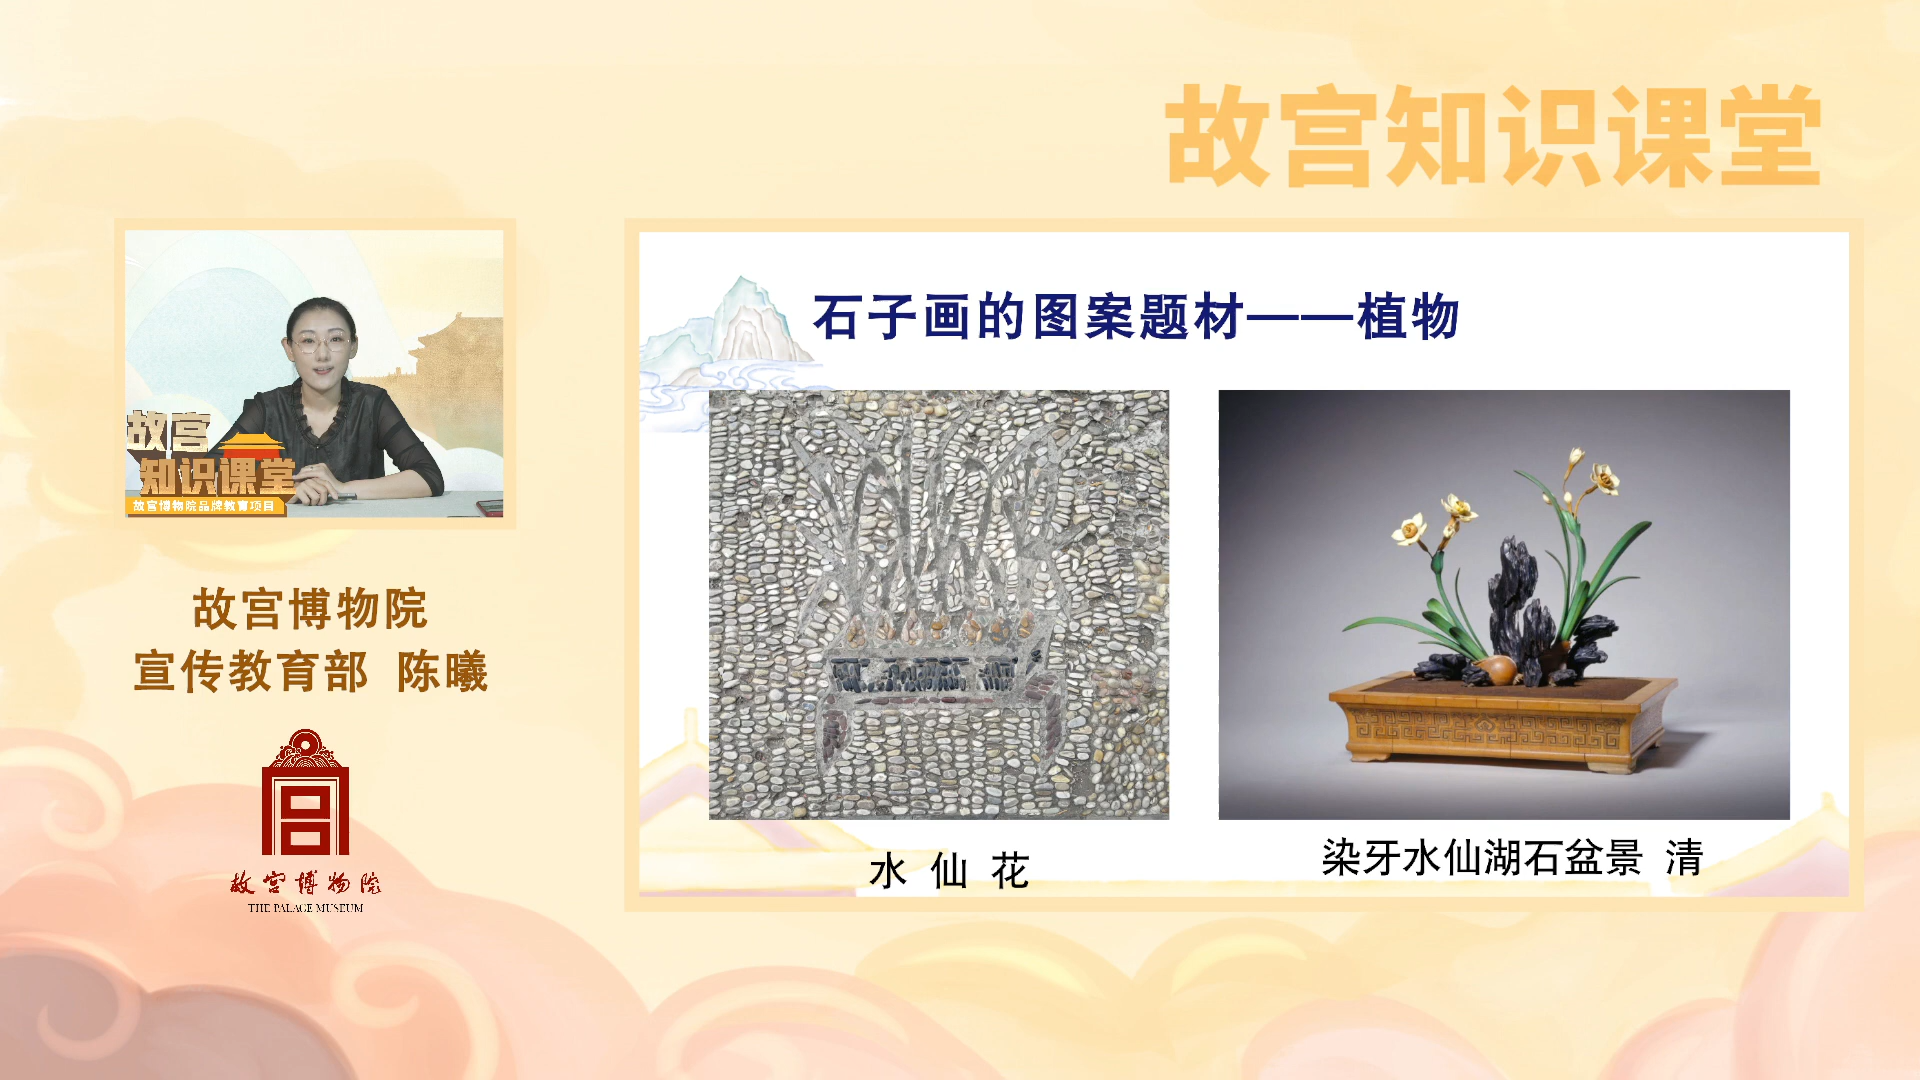 故宫知识课堂
故宫
知识课堂
故宫博物院品牌教育项目
故宫博物院
宣传教育部 陈曦
故宫博物院
THE PALACE MUSEUM
石子画的图案题材——植物
水 仙 花
染牙水仙湖石盆景 清